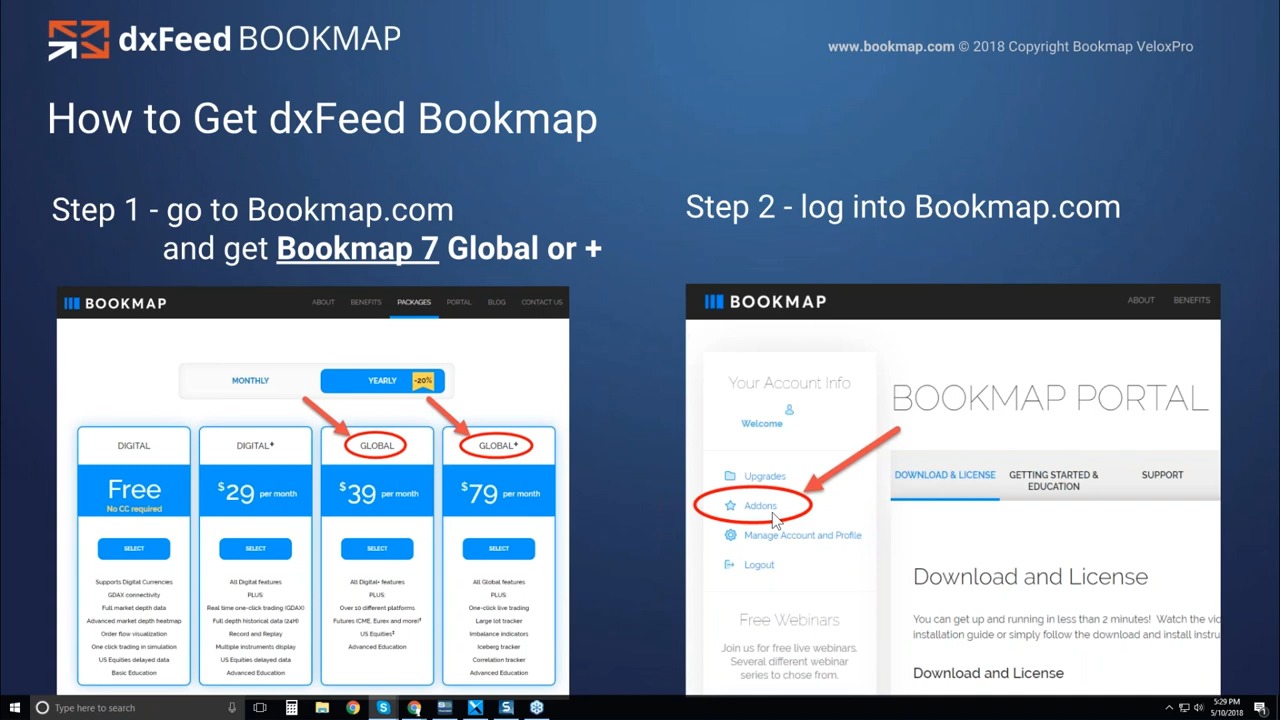 dxFeed BOOKMAP
www.bookmap.com © 2018 Copyright Bookmap VeloxPro
How to Get dxFeed Bookmap
Step 1 - go to Bookmap.com
and get Bookmap 7 Global or +
Step 2 - log into Bookmap.com
BOOKMAP
ABOUT BENEFITS PACKAGES PORTAL BLOG CONTACT US
MONTHLY YEARLY -20%
DIGITAL
Free
No CC required
SELECT
Supports Digital Currencies
GDAX connectivity
Full market depth data
Advanced market depth heatmap
Order flow visualization
One click trading in simulation
US Equities delayed data
Basic Education
DIGITAL+
$29 per month
SELECT
All Digital features
PLUS:
Real time one-click trading (GDAX)
Full depth historical data (24H)
Record and Replay
Multiple instruments display
US Equities delayed data
Advanced Education
GLOBAL
$39 per month
SELECT
All Digital+ features
PLUS:
Over 10 different platforms
Futures (CME, Eurex and more)†
US Equities‡
Advanced Education
GLOBAL+
$79 per month
SELECT
All Global features
PLUS:
One-click live trading
Large lot tracker
Imbalance indicators
Iceberg tracker
Correlation tracker
Advanced Education
BOOKMAP
ABOUT BENEFITS
Your Account Info
Welcome
Upgrades
Addons
Manage Account and Profile
Logout
Free Webinars
Join us for free live webinars.
Several different webinar
series to chose from.
BOOKMAP PORTAL
DOWNLOAD & LICENSE
GETTING STARTED &
EDUCATION
SUPPORT
Download and License
You can get up and running in less than 2 minutes! Watch the vid
installation guide or simply follow the download and install instru
Download and License
Type here to search
5:29 PM
5/10/2018